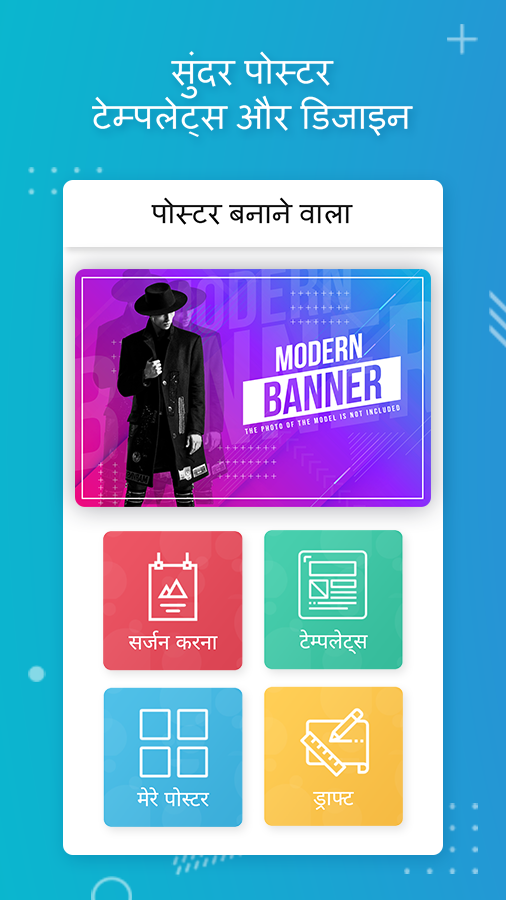 सुंदर पोस्टर
टेम्पलेट्स और डिजाइन
पोस्टर बनाने वाला
MODERN
BANNER
MODERN
BANNER
THE PHOTO OF THE MODEL IS NOT INCLUDED
सर्जन करना
टेम्पलेट्स
मेरे पोस्टर
ड्राफ्ट